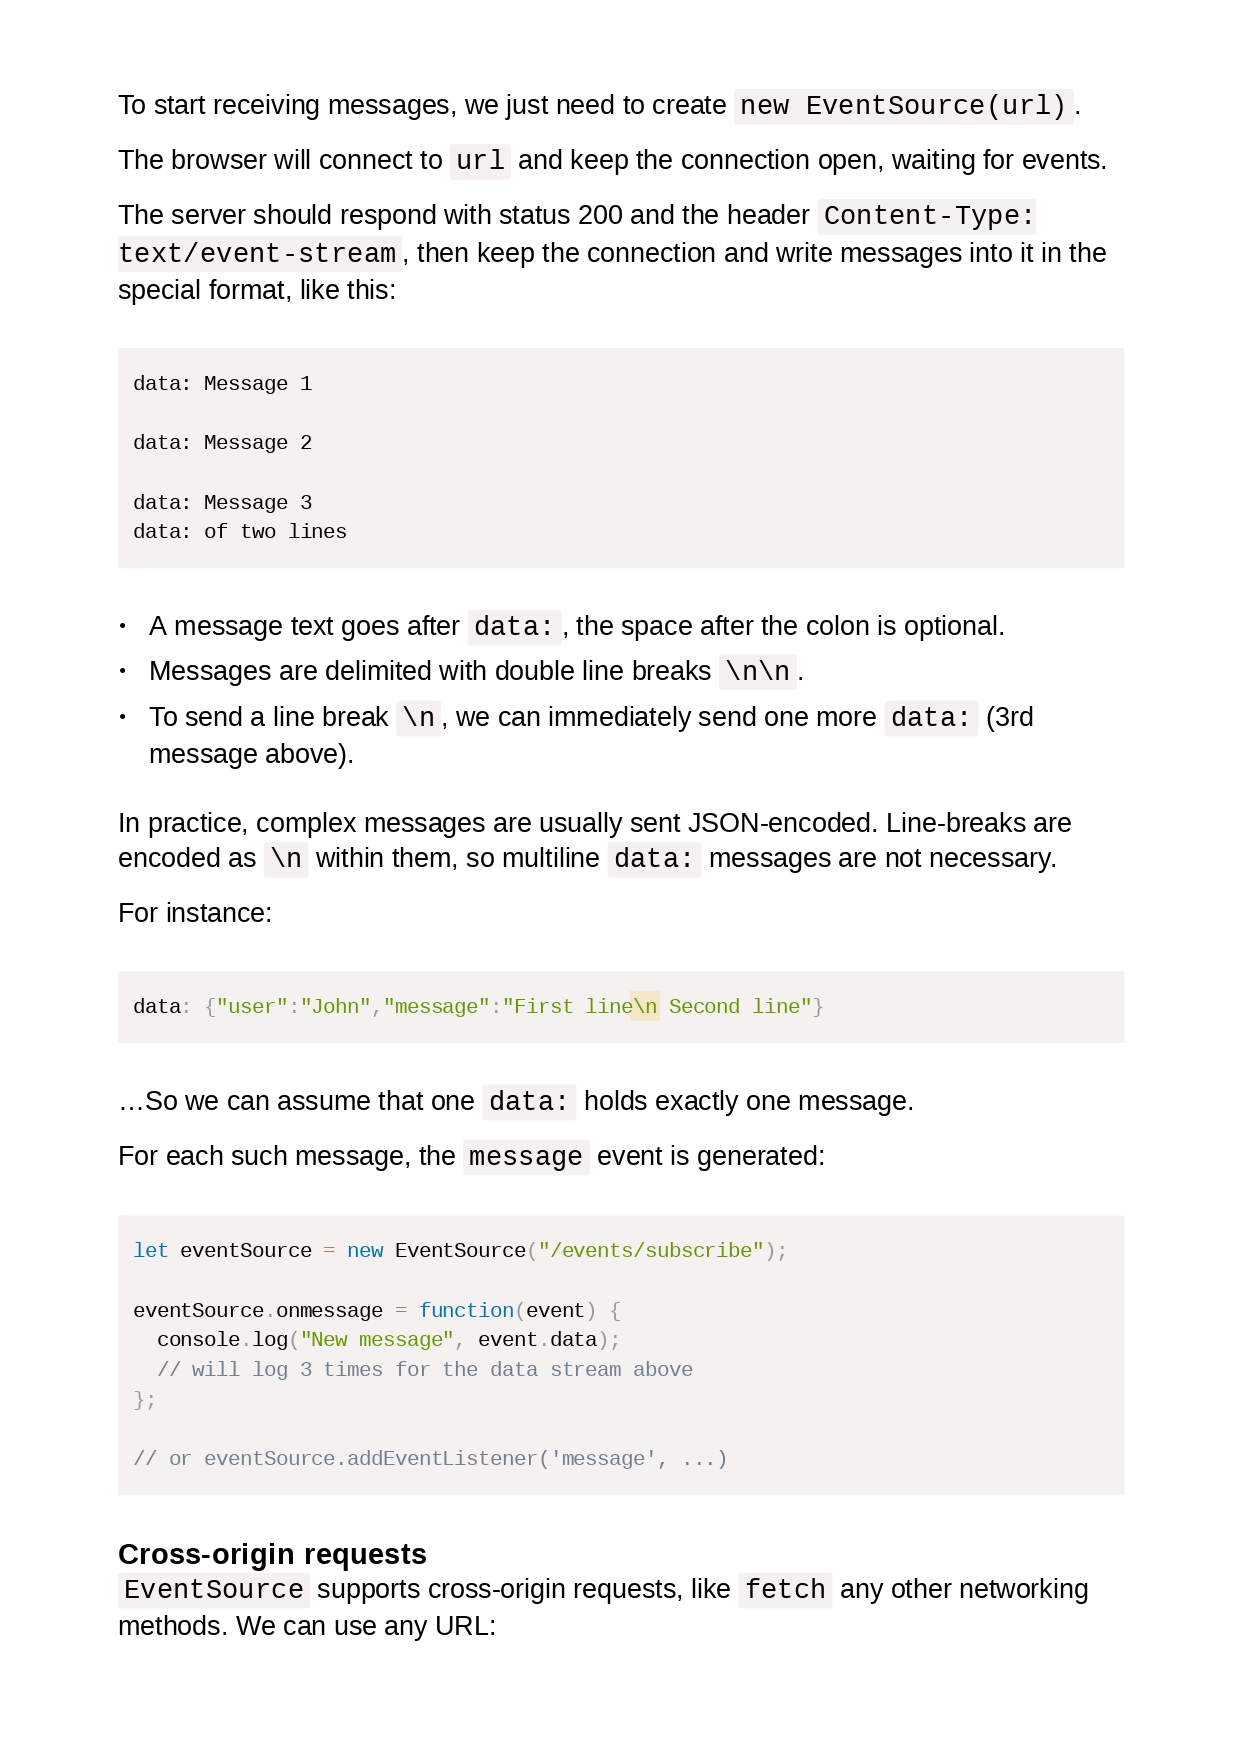 To start receiving messages, we just need to create new EventSource(url).
The browser will connect to url and keep the connection open, waiting for events.
The server should respond with status 200 and the header Content-Type:
text/event-stream, then keep the connection and write messages into it in the
special format, like this:
data: Message 1
data: Message 2
data: Message 3
data: of two lines
• A message text goes after data:, the space after the colon is optional.
• Messages are delimited with double line breaks \n\n.
• To send a line break \n, we can immediately send one more data: (3rd
message above).
In practice, complex messages are usually sent JSON-encoded. Line-breaks are
encoded as \n within them, so multiline data: messages are not necessary.
For instance:
data: {"user":"John","message":"First line\n Second line"}
…So we can assume that one data: holds exactly one message.
For each such message, the message event is generated:
let eventSource = new EventSource("/events/subscribe");
eventSource.onmessage = function(event) {
  console.log("New message", event.data);
  // will log 3 times for the data stream above
};
// or eventSource.addEventListener('message', ...)
Cross-origin requests
EventSource supports cross-origin requests, like fetch any other networking
methods. We can use any URL: